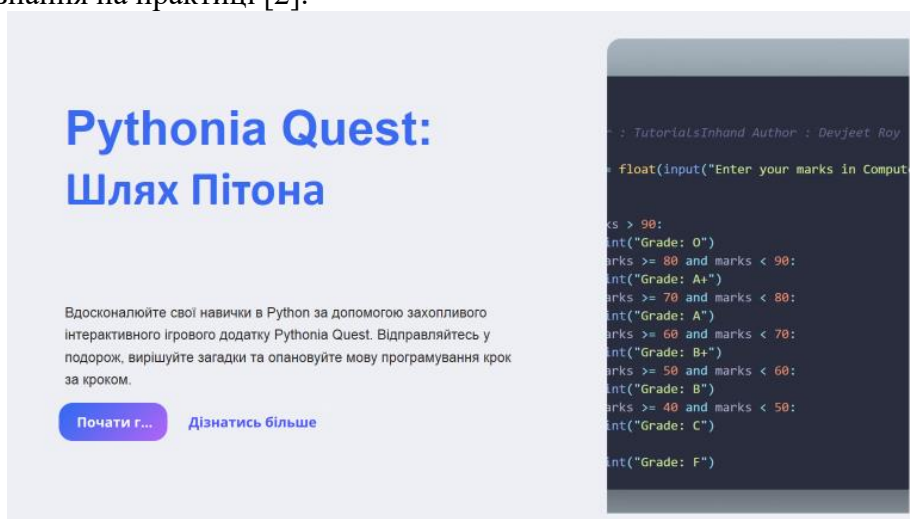 знання на практиці [2].
Pythonia Quest:
Шлях Пітона
Вдосконалюйте свої навички в Python за допомогою захопливого
інтерактивного ігрового додатку Pythonia Quest. Відправляйтесь у
подорож, вирішуйте загадки та опановуйте мову програмування крок
за кроком.
Почати г...
Дізнатись більше
r : TutorialsInhand Author : Devjeet Roy
= float(input("Enter your marks in Comput
ks > 90:
int("Grade: O")
arks >= 80 and marks < 90:
int("Grade: A+")
arks >= 70 and marks < 80:
int("Grade: A")
arks >= 60 and marks < 70:
int("Grade: B+")
arks >= 50 and marks < 60:
int("Grade: B")
arks >= 40 and marks < 50:
int("Grade: C")
int("Grade: F")